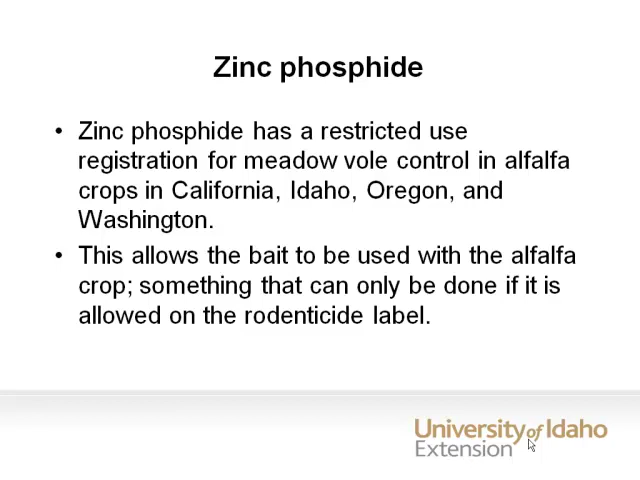 Zinc phosphide
• Zinc phosphide has a restricted use
registration for meadow vole control in alfalfa
crops in California, Idaho, Oregon, and
Washington.
• This allows the bait to be used with the alfalfa
crop; something that can only be done if it is
allowed on the rodenticide label.
University of Idaho
Extension